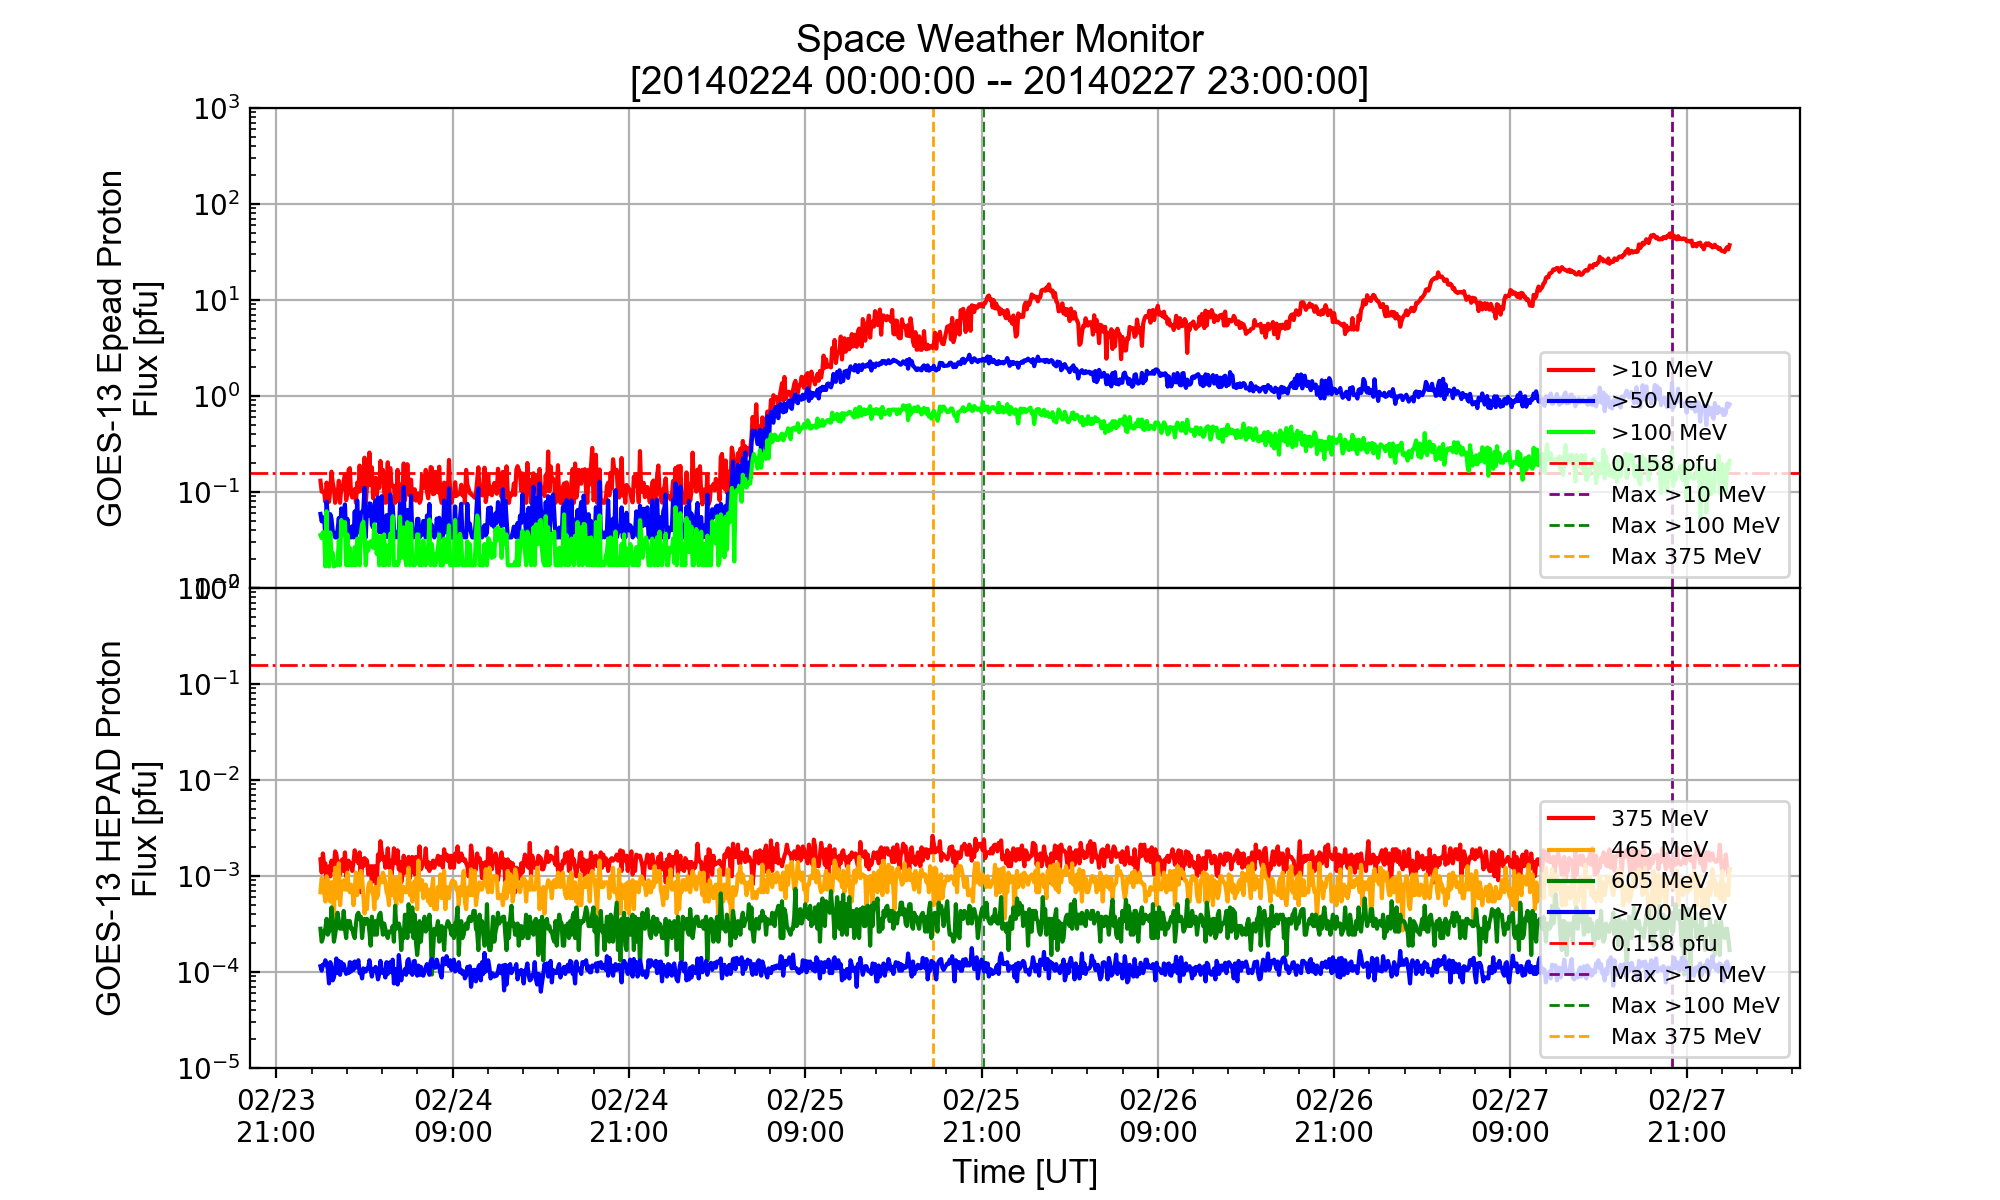 Space Weather Monitor
[20140224 00:00:00 -- 20140227 23:00:00]
GOES-13 Epead Proton
Flux [pfu]
10³
10²
10¹
10⁰
10⁻¹
10⁻²
>10 MeV
>50 MeV
>100 MeV
0.158 pfu
Max >10 MeV
Max >100 MeV
Max 375 MeV
GOES-13 HEPAD Proton
Flux [pfu]
10⁰
10⁻¹
10⁻²
10⁻³
10⁻⁴
10⁻⁵
375 MeV
465 MeV
605 MeV
>700 MeV
0.158 pfu
Max >10 MeV
Max >100 MeV
Max 375 MeV
02/23 02/24 02/24 02/25 02/25 02/26 02/26 02/27 02/27
21:00 09:00 21:00 09:00 21:00 09:00 21:00 09:00 21:00
Time [UT]